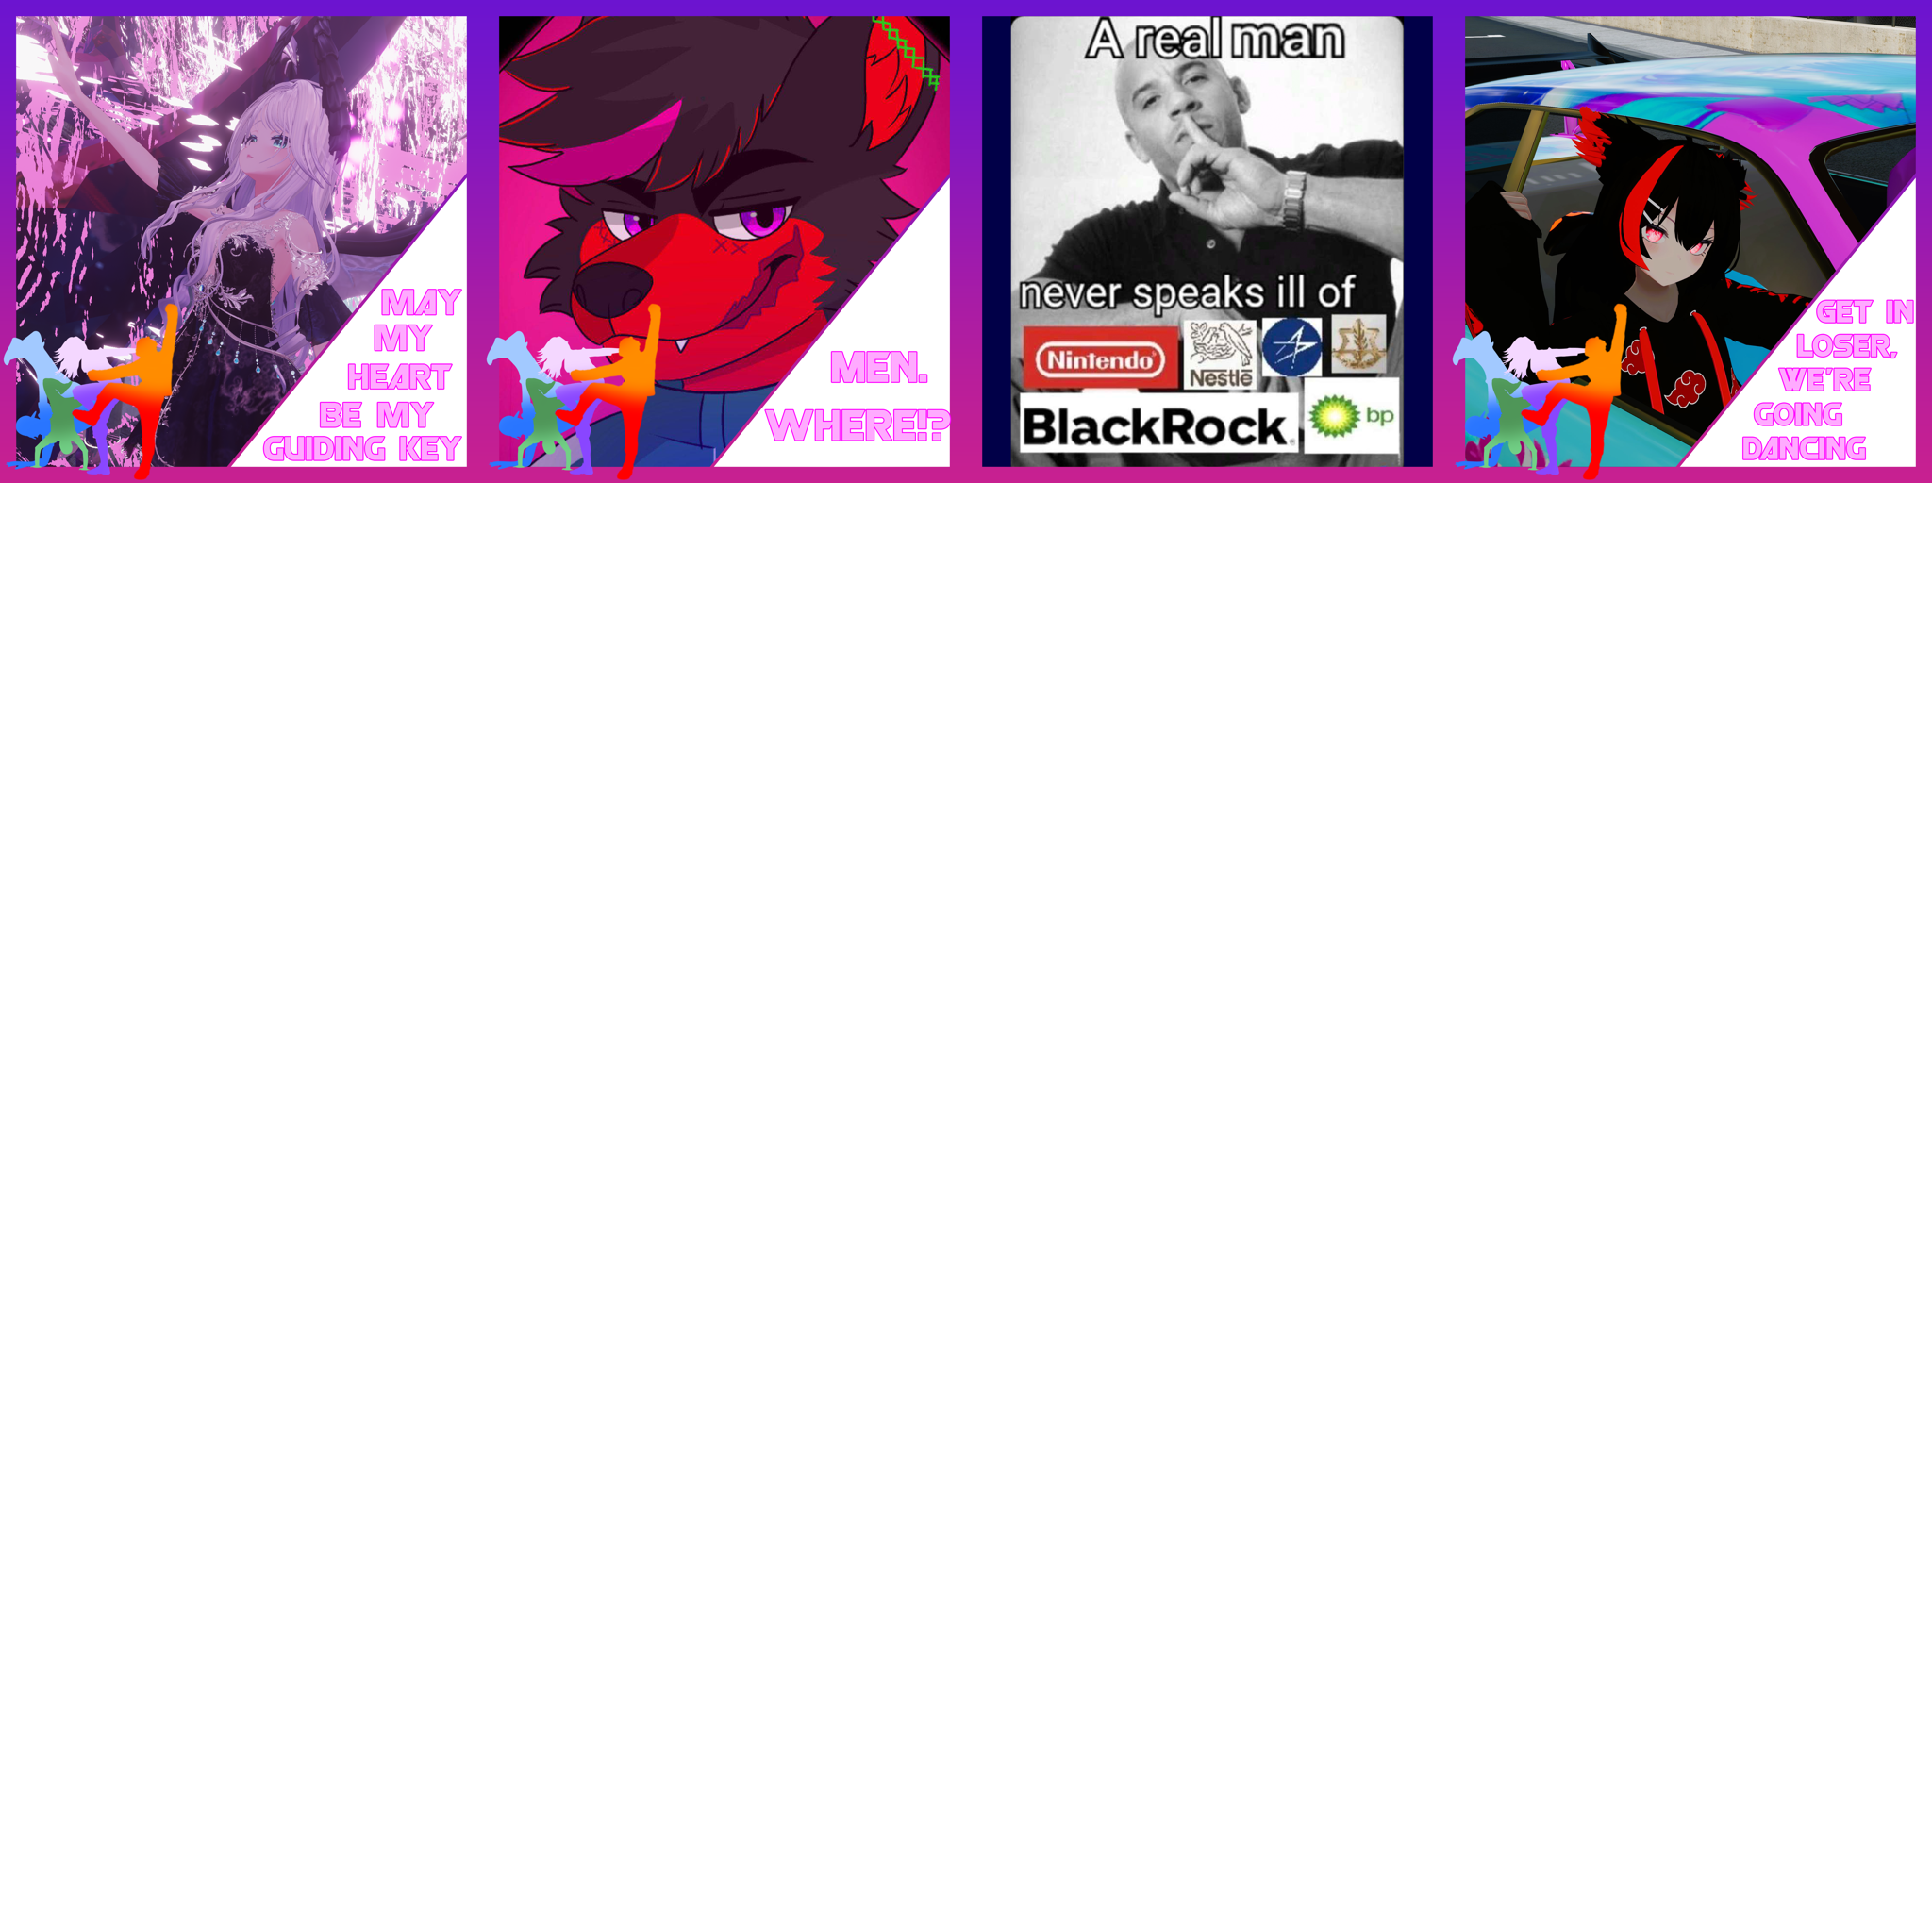 MAY
MY
HEART
BE MY
GUIDING KEY
MEN.
WHERE!?
A real man
never speaks ill of
Nintendo
Nestlé
BlackRock
bp
GET IN
LOSER,
WE'RE
GOING
DANCING